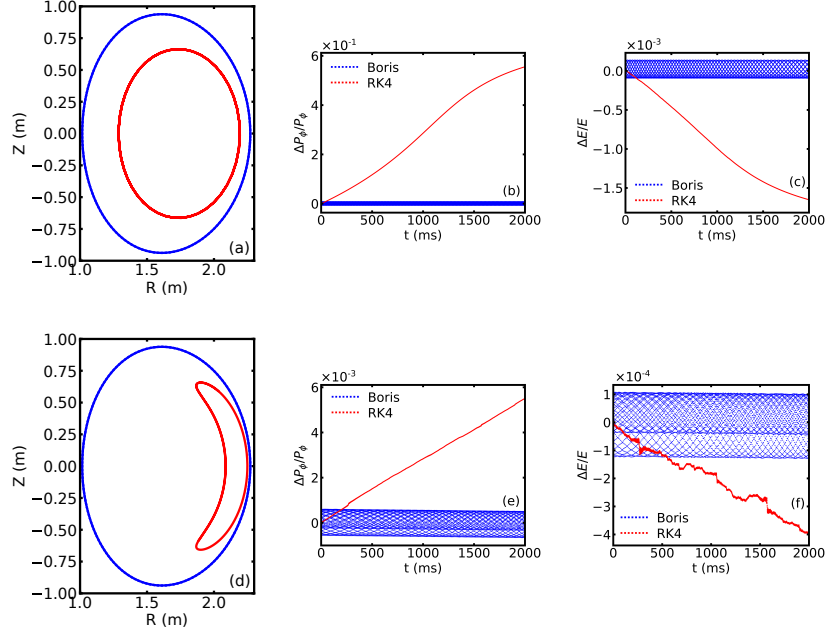 1.00
0.75
0.50
0.25
0.00
−0.25
−0.50
−0.75
−1.00
Z (m)
1.0
1.5
2.0
R (m)
(a)
×10⁻¹
6
4
2
0
ΔP_ϕ/P_ϕ
Boris
RK4
(b)
0
500
1000
1500
2000
t (ms)
×10⁻³
0.0
−0.5
−1.0
−1.5
ΔE/E
(c)
Boris
RK4
0
500
1000
1500
2000
t (ms)
1.00
0.75
0.50
0.25
0.00
−0.25
−0.50
−0.75
−1.00
Z (m)
1.0
1.5
2.0
R (m)
(d)
×10⁻³
6
4
2
0
ΔP_ϕ/P_ϕ
Boris
RK4
(e)
0
500
1000
1500
2000
t (ms)
×10⁻⁴
1
0
−1
−2
−3
−4
ΔE/E
(f)
Boris
RK4
0
500
1000
1500
2000
t (ms)